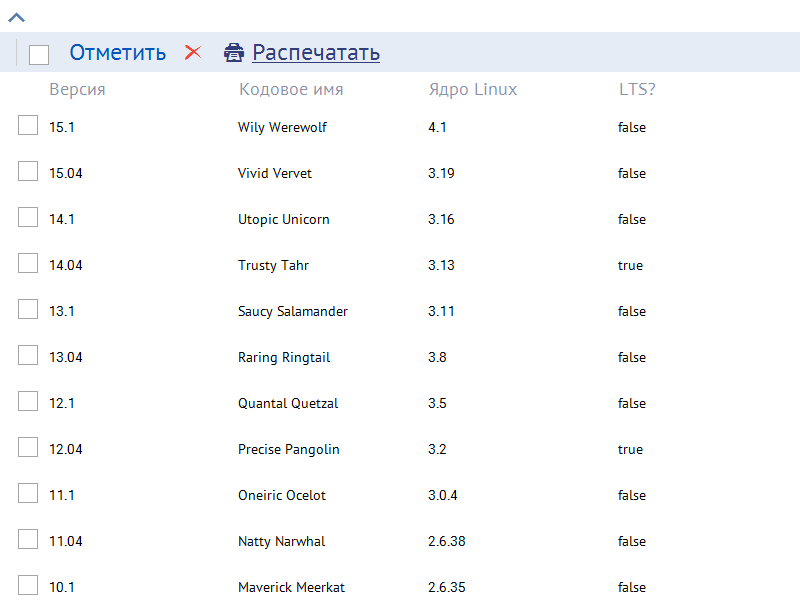 Отметить Распечатать
Версия Кодовое имя Ядро Linux LTS?
15.1 Wily Werewolf 4.1 false
15.04 Vivid Vervet 3.19 false
14.1 Utopic Unicorn 3.16 false
14.04 Trusty Tahr 3.13 true
13.1 Saucy Salamander 3.11 false
13.04 Raring Ringtail 3.8 false
12.1 Quantal Quetzal 3.5 false
12.04 Precise Pangolin 3.2 true
11.1 Oneiric Ocelot 3.0.4 false
11.04 Natty Narwhal 2.6.38 false
10.1 Maverick Meerkat 2.6.35 false